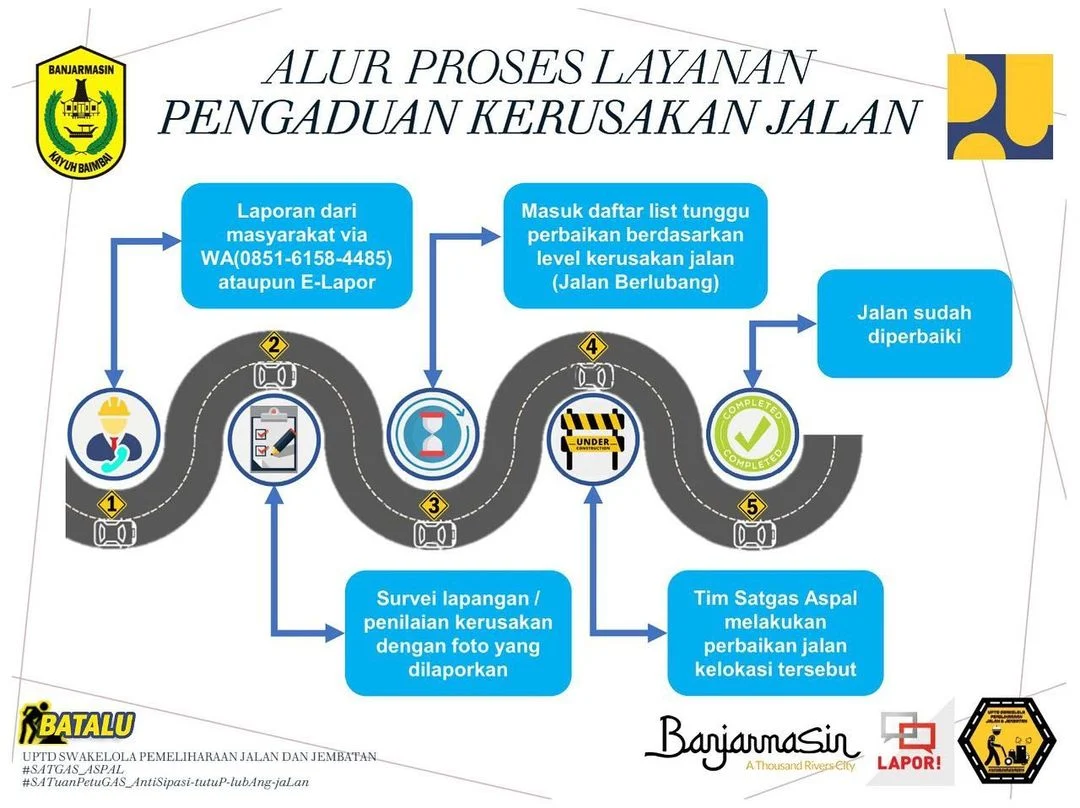 BANJARMASIN
KAYUH BAIMBAI
ALUR PROSES LAYANAN
PENGADUAN KERUSAKAN JALAN
Laporan dari
masyarakat via
WA(0851-6158-4485)
ataupun E-Lapor
Masuk daftar list tunggu
perbaikan berdasarkan
level kerusakan jalan
(Jalan Berlubang)
Jalan sudah
diperbaiki
2
4
COMPLETED
COMPLETED
UNDER
CONSTRUCTION
1
3
5
Survei lapangan /
penilaian kerusakan
dengan foto yang
dilaporkan
Tim Satgas Aspal
melakukan
perbaikan jalan
kelokasi tersebut
BATALU
UPTD SWAKELOLA PEMELIHARAAN JALAN DAN JEMBATAN
#SATGAS_ASPAL
#SATuanPetuGAS_AntiSipasi-tutuP-lubAng-jaLan
Banjarmasin
A Thousand Rivers City
LAPOR!
UPTD SWAKELOLA
PEMELIHARAAN
JALAN & JEMBATAN